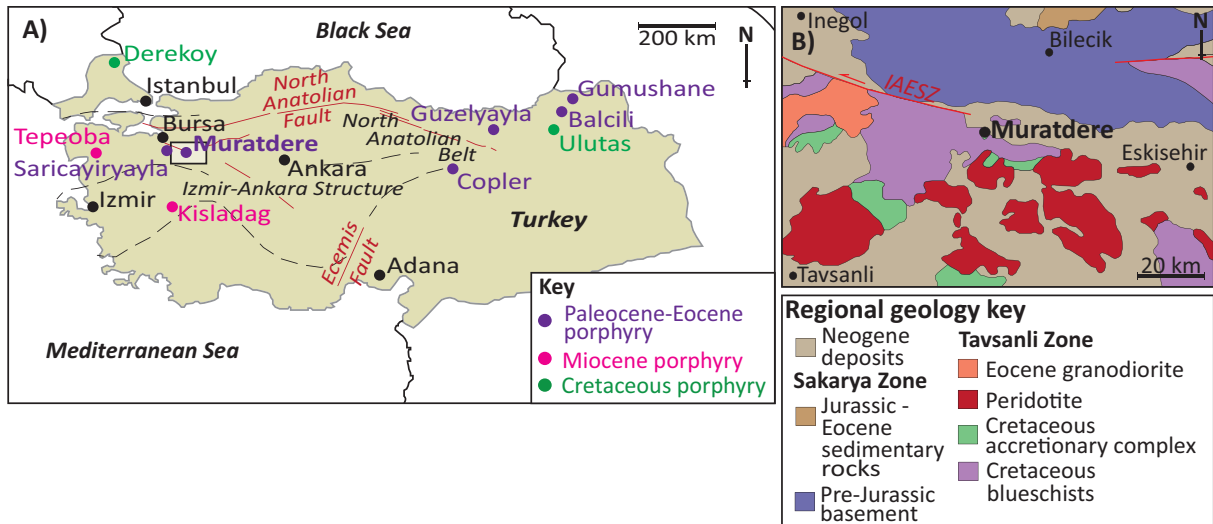 A)
Black Sea
200 km
N
Derekoy
Istanbul
North
Anatolian
Fault
Gumushane
Guzelyayla
Balcili
Bursa
North
Anatolian
Belt
Ulutas
Tepeoba
Muratdere
Saricayiryayla
Ankara
Izmir-Ankara Structure
Copler
Izmir
Kisladag
Turkey
Ecemis
Fault
Adana
Mediterranean Sea
Key
Paleocene-Eocene
porphyry
Miocene porphyry
Cretaceous porphyry
Inegol
B)
N
Bilecik
IAESZ
Muratdere
Eskisehir
Tavsanli
20 km
Regional geology key
Neogene
deposits
Sakarya Zone
Jurassic -
Eocene
sedimentary
rocks
Pre-Jurassic
basement
Tavsanli Zone
Eocene granodiorite
Peridotite
Cretaceous
accretionary complex
Cretaceous
blueschists